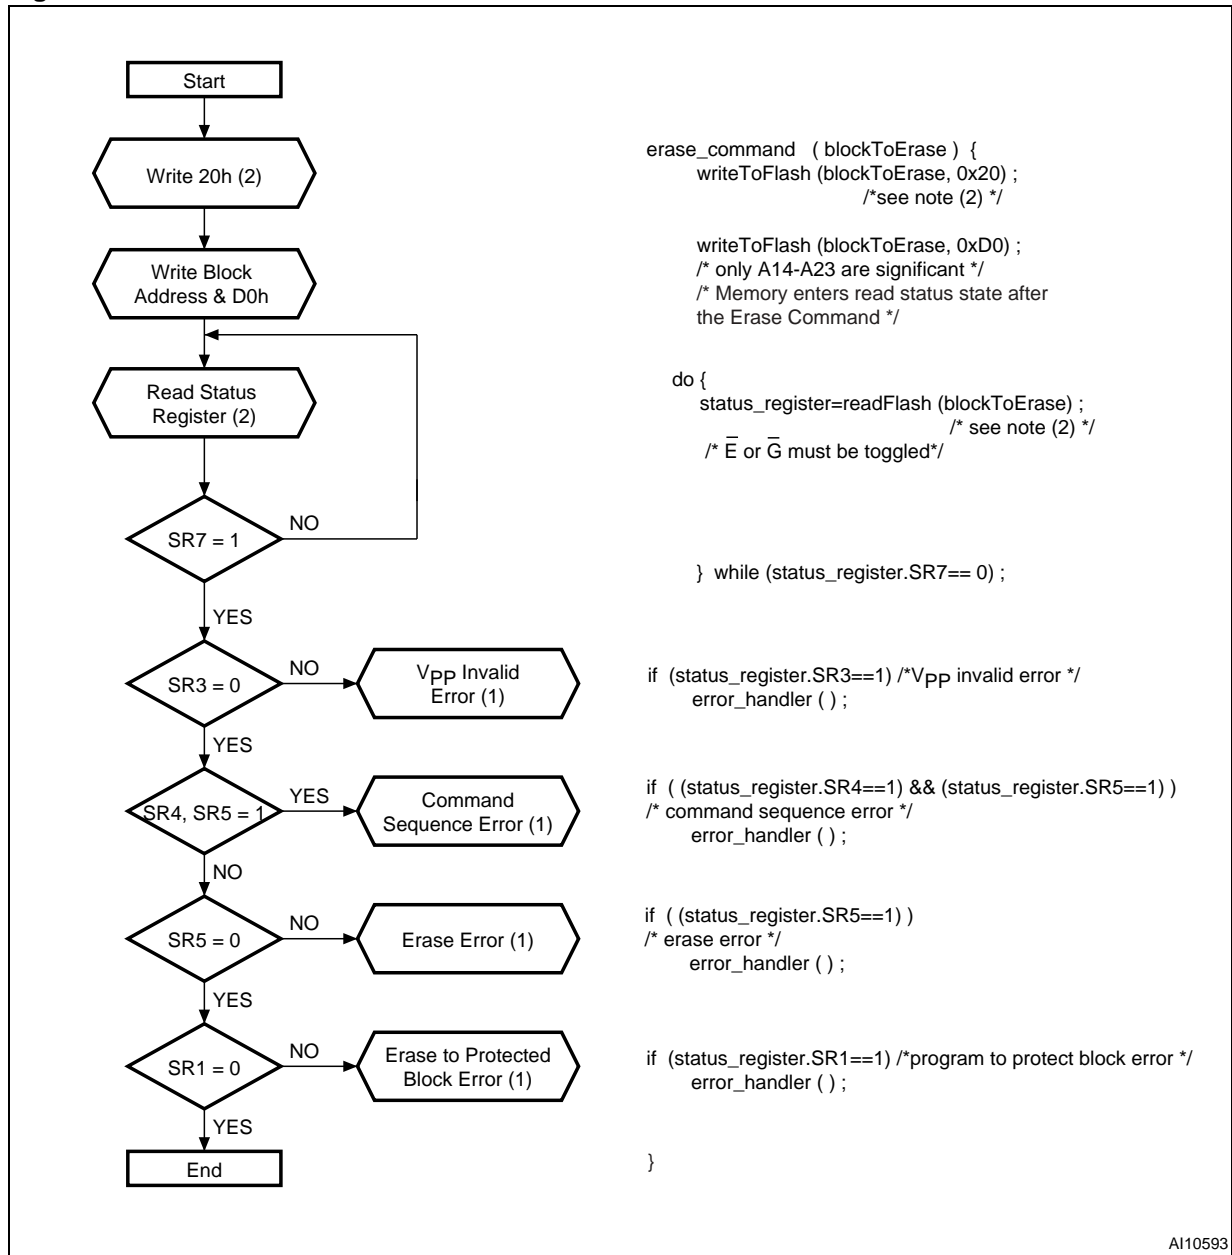 Start
Write 20h (2)
Write Block
Address & D0h
Read Status
Register (2)
SR7 = 1
NO
YES
SR3 = 0
NO
VPP Invalid
Error (1)
YES
SR4, SR5 = 1
YES
Command
Sequence Error (1)
NO
SR5 = 0
NO
Erase Error (1)
YES
SR1 = 0
NO
Erase to Protected
Block Error (1)
YES
End
erase_command ( blockToErase ) {
writeToFlash (blockToErase, 0x20) ;
/*see note (2) */
writeToFlash (blockToErase, 0xD0) ;
/* only A14-A23 are significant */
/* Memory enters read status state after
the Erase Command */
do {
status_register=readFlash (blockToErase) ;
/* see note (2) */
/* E̅ or G̅ must be toggled*/
} while (status_register.SR7== 0) ;
if (status_register.SR3==1) /*VPP invalid error */
error_handler ( ) ;
if ( (status_register.SR4==1) && (status_register.SR5==1) )
/* command sequence error */
error_handler ( ) ;
if ( (status_register.SR5==1) )
/* erase error */
error_handler ( ) ;
if (status_register.SR1==1) /*program to protect block error */
error_handler ( ) ;
}
AI10593